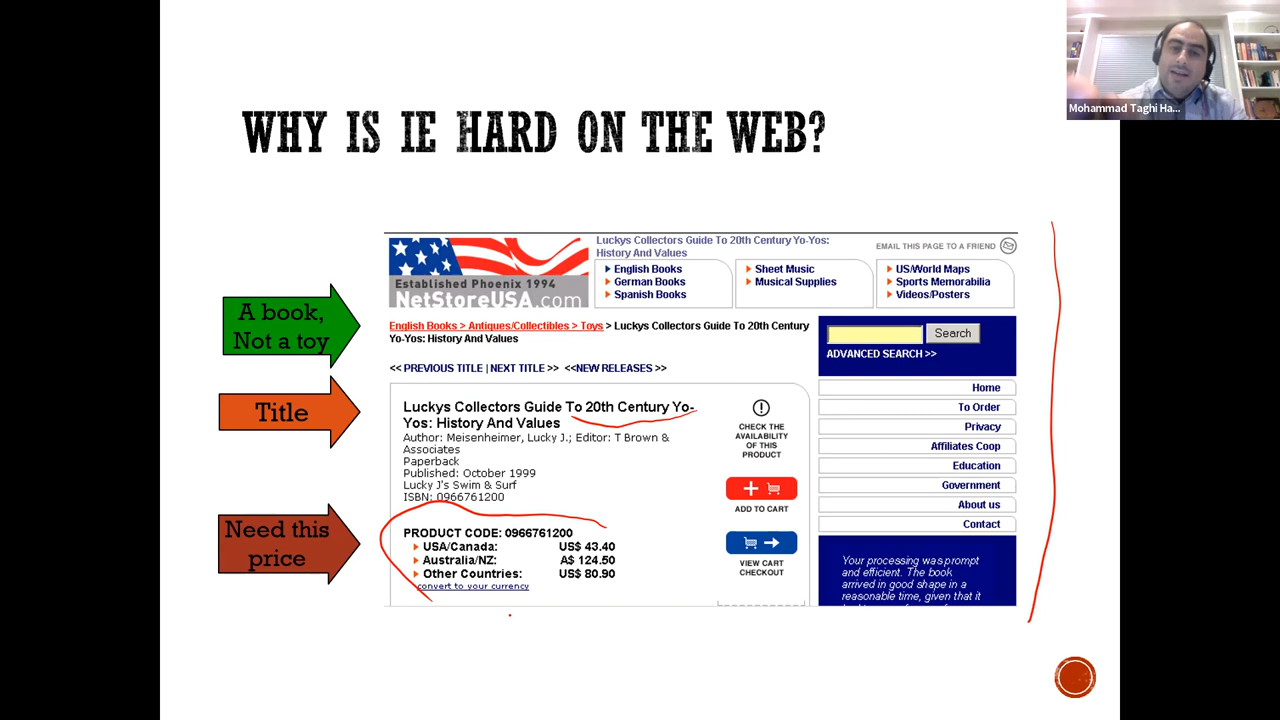 Mohammad Taghi Ha...
WHY IS IE HARD ON THE WEB?
Established Phoenix 1994
NetStoreUSA.com
Luckys Collectors Guide To 20th Century Yo-Yos:
History And Values
EMAIL THIS PAGE TO A FRIEND
English Books
German Books
Spanish Books
Sheet Music
Musical Supplies
US/World Maps
Sports Memorabilia
Videos/Posters
A book,
Not a toy
English Books > Antiques/Collectibles > Toys > Luckys Collectors Guide To 20th Century
Yo-Yos: History And Values
<< PREVIOUS TITLE | NEXT TITLE >> <<NEW RELEASES >>
Search
ADVANCED SEARCH >>
Title
Luckys Collectors Guide To 20th Century Yo-
Yos: History And Values
Author: Meisenheimer, Lucky J.; Editor: T Brown &
Associates
Paperback
Published: October 1999
Lucky J's Swim & Surf
ISBN: 0966761200
CHECK THE
AVAILABILITY
OF THIS
PRODUCT
ADD TO CART
VIEW CART
CHECKOUT
Home
To Order
Privacy
Affiliates Coop
Education
Government
About us
Contact
Need this
price
PRODUCT CODE: 0966761200
USA/Canada: US$ 43.40
Australia/NZ: A$ 124.50
Other Countries: US$ 80.90
convert to your currency
Your processing was prompt
and efficient. The book
arrived in good shape in a
reasonable time, given that it